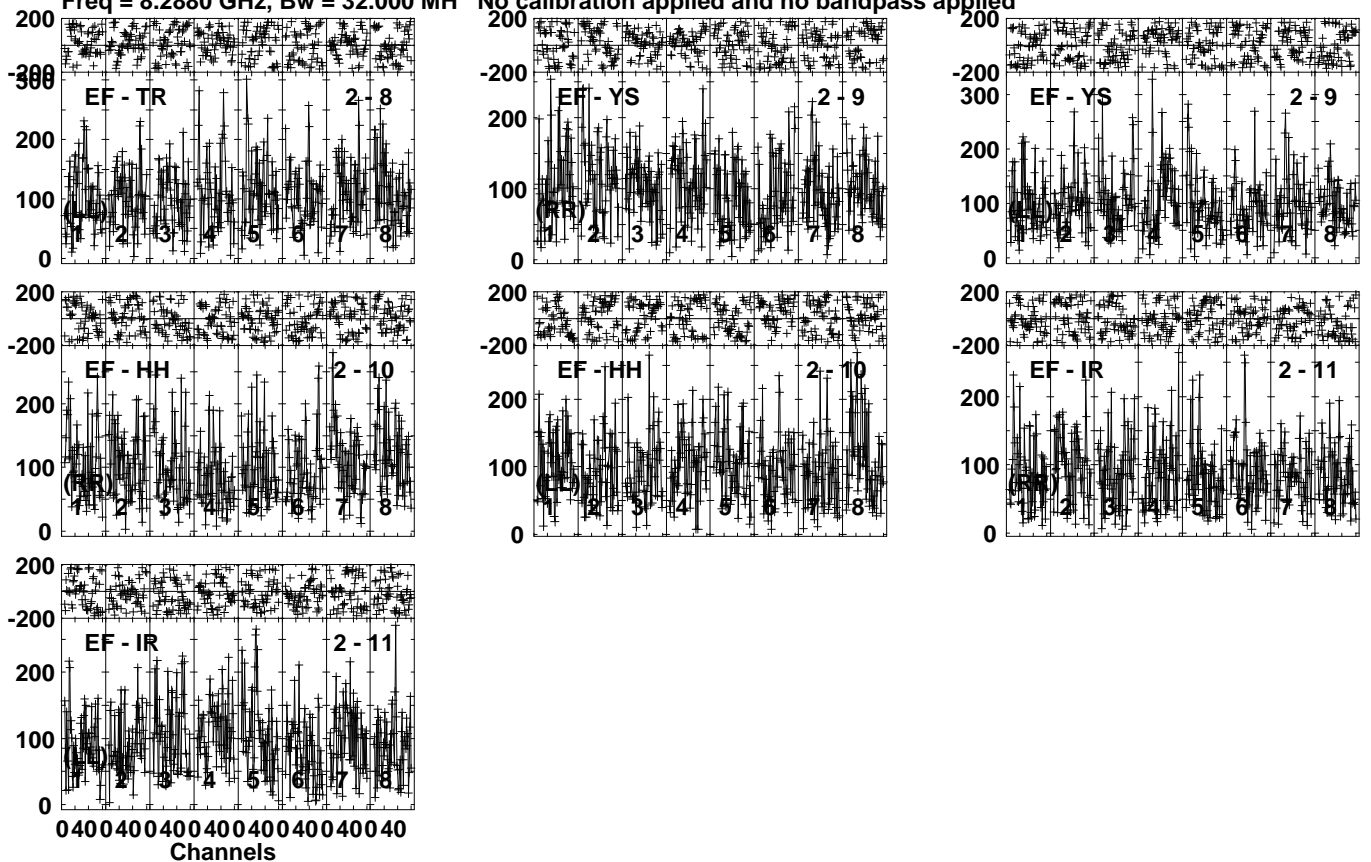 Freq = 8.2880 GHz, Bw = 32.000 MH No calibration applied and no bandpass applied
200
-200
300
200
100
0
EF - TR 2 - 8
(LL)
1 2 3 4 5 6 7 8
200
-200
200
100
0
EF - YS 2 - 9
(RR)
1 2 3 4 5 6 7 8
200
-200
300
200
100
0
EF - YS 2 - 9
(LL)
1 2 3 4 5 6 7 8
200
-200
200
100
0
EF - HH 2 - 10
(RR)
1 2 3 4 5 6 7 8
200
-200
200
100
0
EF - HH 2 - 10
(LL)
1 2 3 4 5 6 7 8
200
-200
200
100
0
EF - IR 2 - 11
(RR)
1 2 3 4 5 6 7 8
200
-200
200
100
0
EF - IR 2 - 11
(LL)
1 2 3 4 5 6 7 8
0 40 0 40 0 40 0 40 0 40 0 40 0 40 0 40
Channels